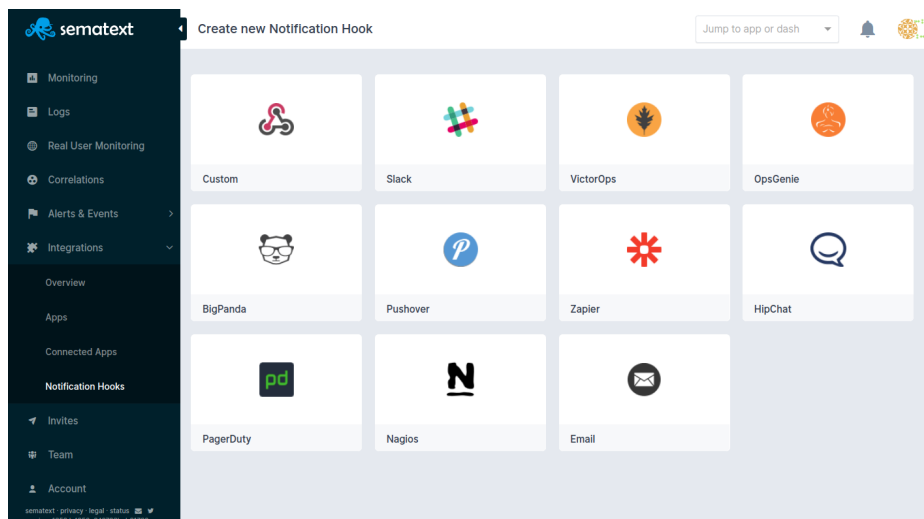 sematext
Create new Notification Hook
Jump to app or dash
Monitoring
Logs
Real User Monitoring
Correlations
Alerts & Events
Integrations
Overview
Apps
Connected Apps
Notification Hooks
Invites
Team
Account
sematext · privacy · legal · status
Custom
Slack
VictorOps
OpsGenie
BigPanda
Pushover
Zapier
HipChat
pd
PagerDuty
N
Nagios
Email